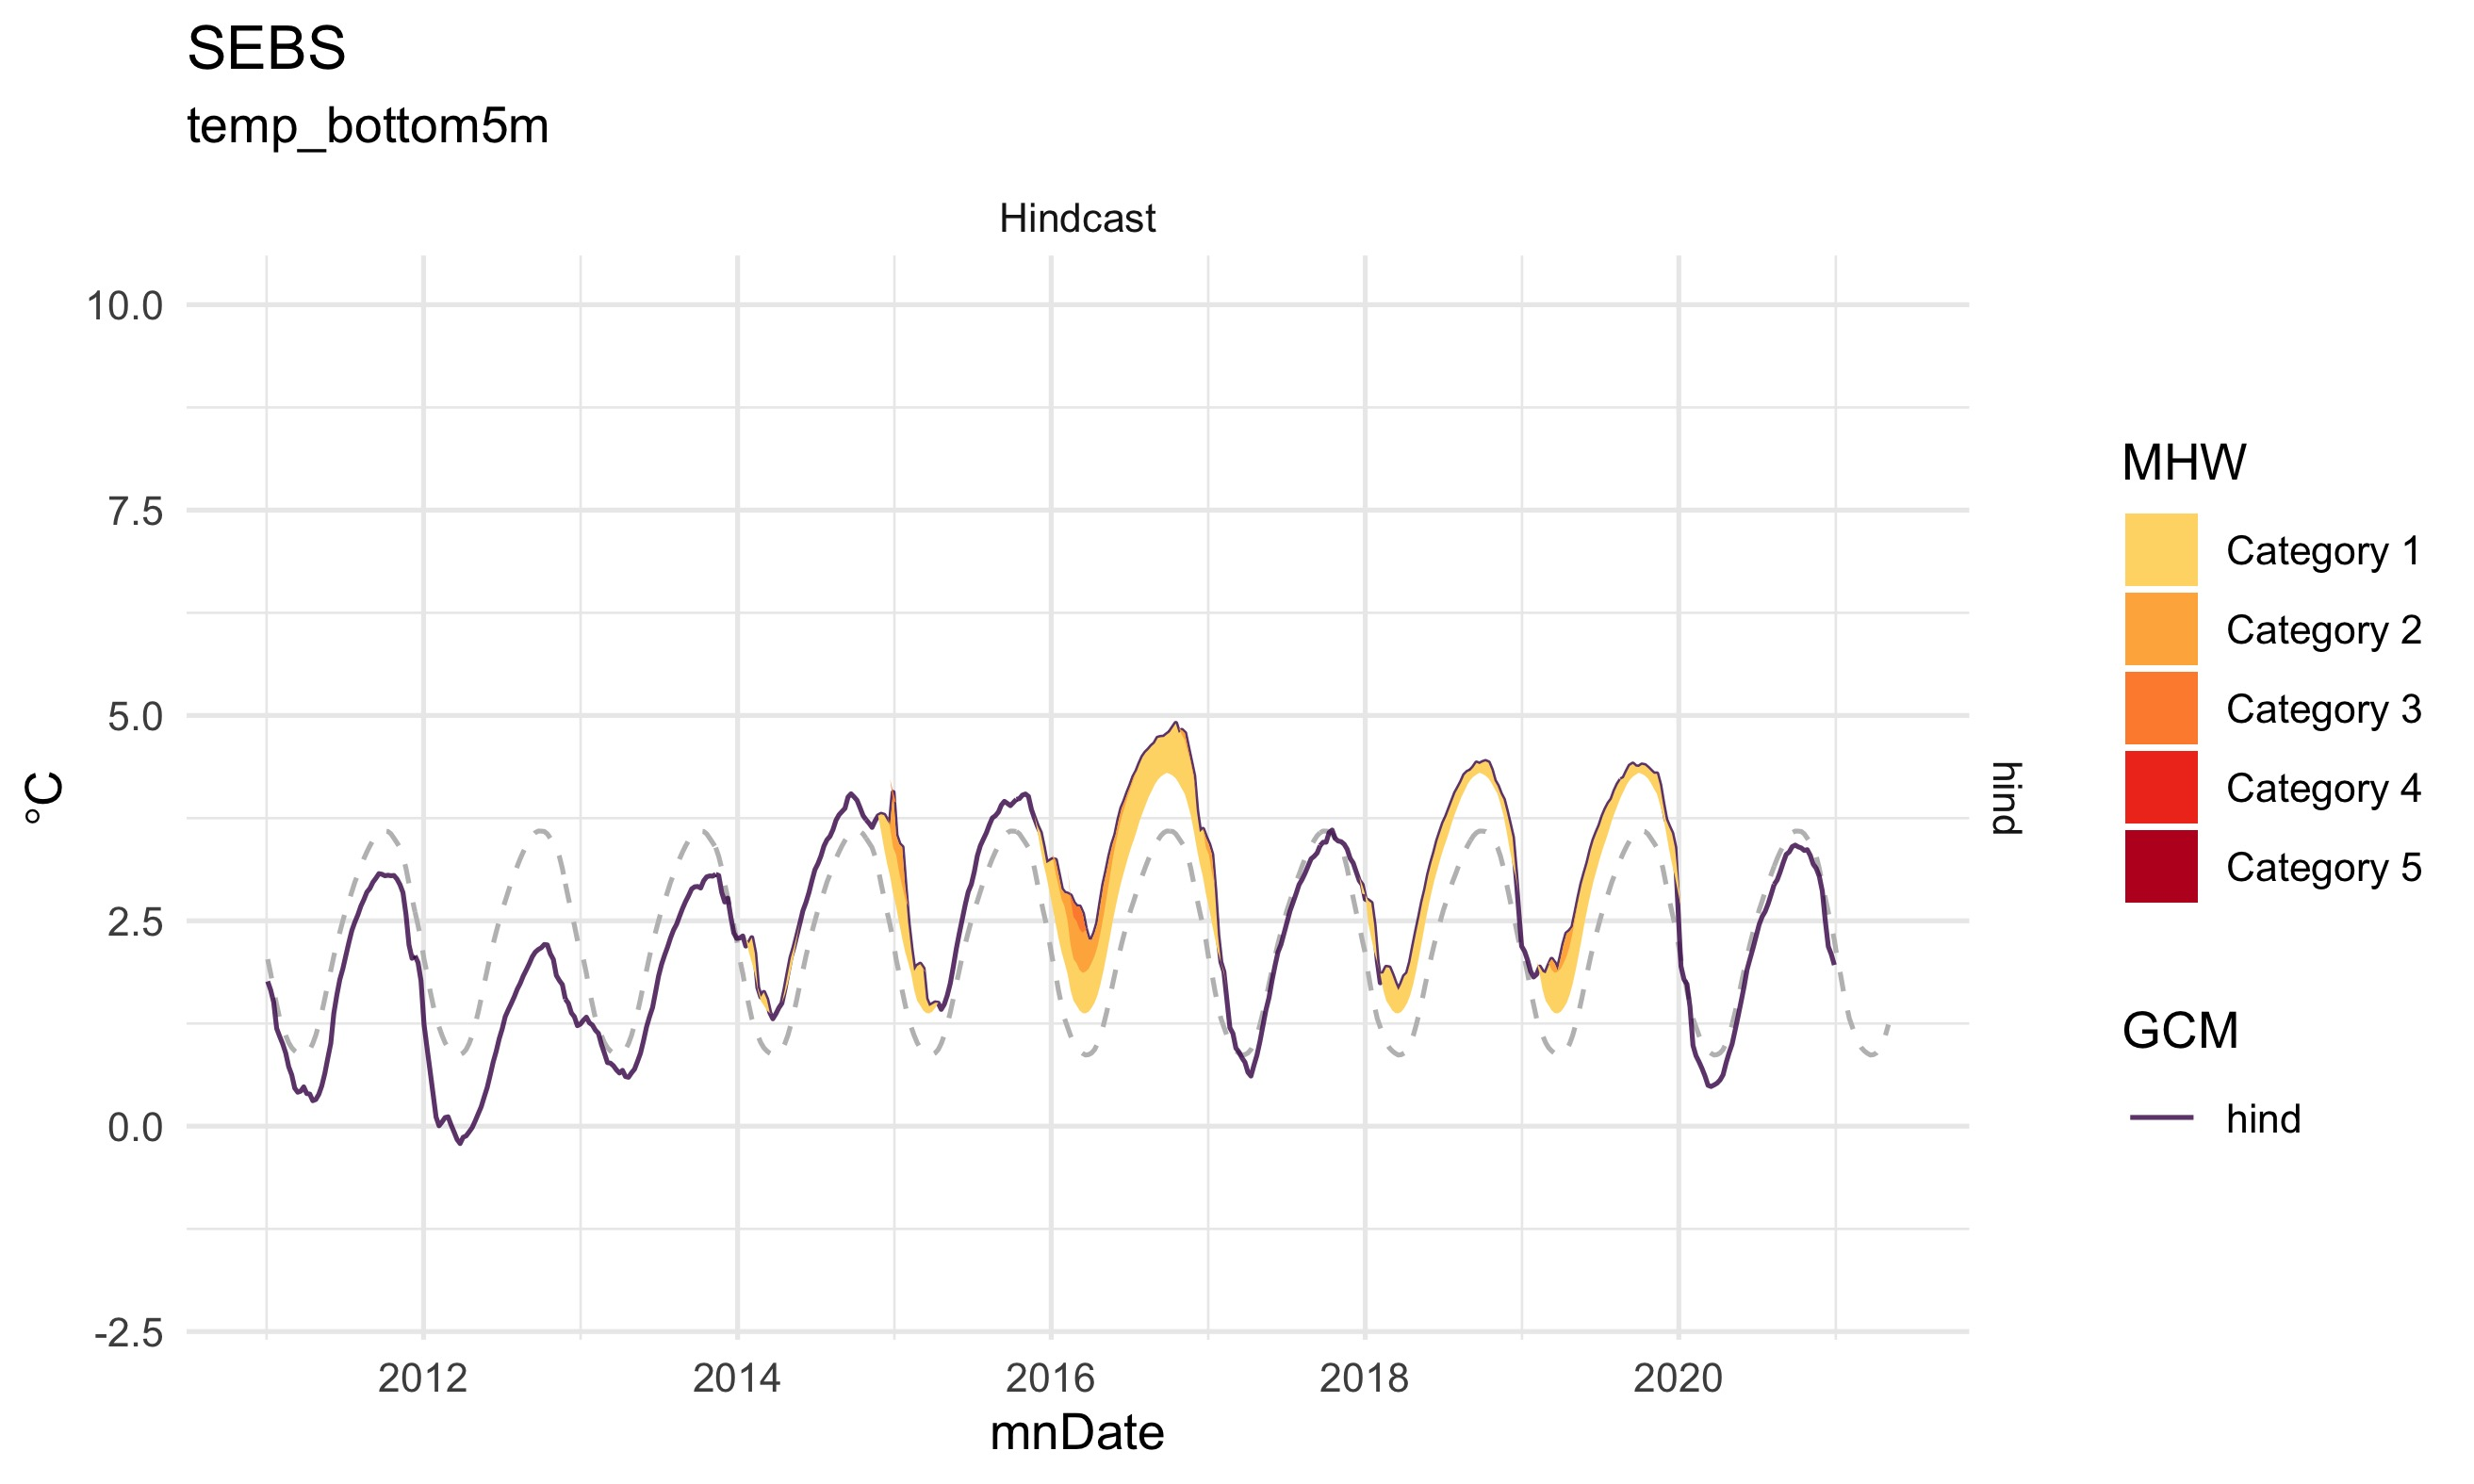 SEBS
temp_bottom5m
Hindcast
10.0
7.5
5.0
2.5
0.0
-2.5
°C
2012
2014
2016
2018
2020
mnDate
hind
MHW
Category 1
Category 2
Category 3
Category 4
Category 5
GCM
hind